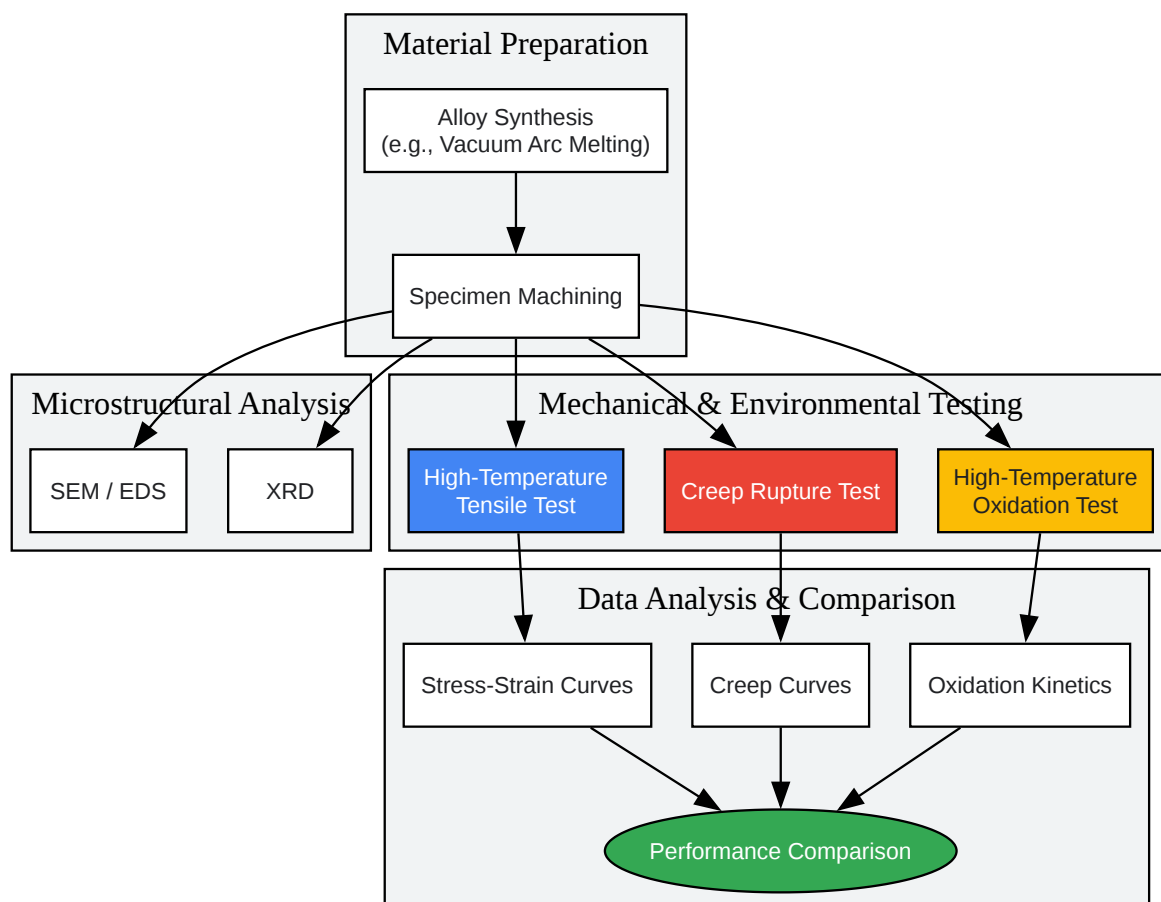 Material Preparation
Alloy Synthesis
(e.g., Vacuum Arc Melting)
Specimen Machining
Microstructural Analysis
SEM / EDS
XRD
Mechanical & Environmental Testing
High-Temperature
Tensile Test
Creep Rupture Test
High-Temperature
Oxidation Test
Data Analysis & Comparison
Stress-Strain Curves
Creep Curves
Oxidation Kinetics
Performance Comparison